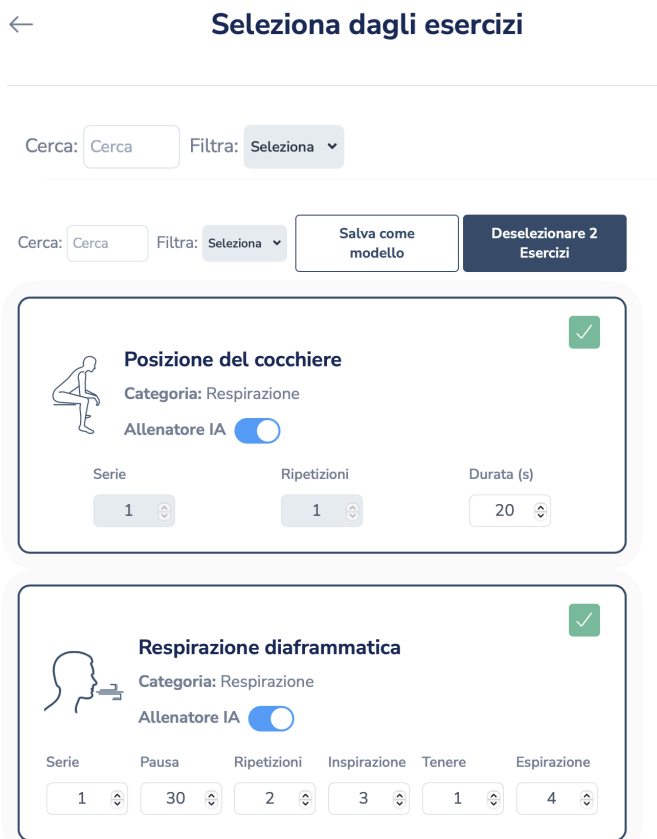 Seleziona dagli esercizi
Cerca: Cerca Filtra: Seleziona
Cerca: Cerca Filtra: Seleziona
Salva come
modello
Deselezionare 2
Esercizi
Posizione del cocchiere
Categoria: Respirazione
Allenatore IA
Serie Ripetizioni Durata (s)
1 1 20
Respirazione diaframmatica
Categoria: Respirazione
Allenatore IA
Serie Pausa Ripetizioni Inspirazione Tenere Espirazione
1 30 2 3 1 4